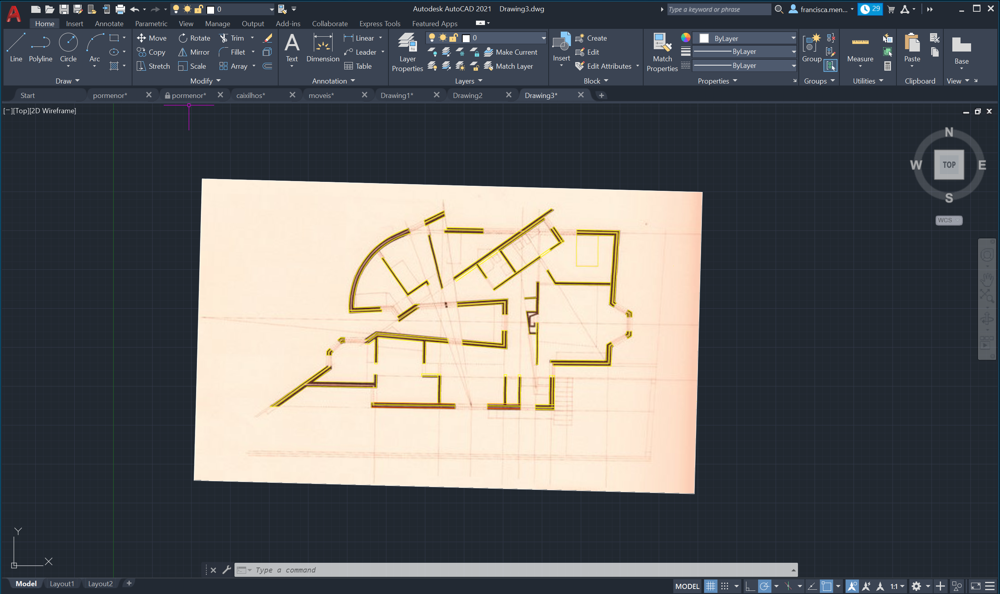 0 Autodesk AutoCAD 2021 Drawing3.dwg Type a keyword or phrase francisca.men... 29
Home Insert Annotate Parametric View Manage Output Add-ins Collaborate Express Tools Featured Apps
Move Rotate Trim Linear 0 Create ByLayer
Copy Mirror Fillet Leader Make Current Edit ByLayer
Line Polyline Circle Arc Text Dimension Layer Insert Match Group Measure Paste Base
Stretch Scale Array Table Properties Match Layer Edit Attributes Properties ByLayer
Draw Modify Annotation Layers Block Properties Groups Utilities Clipboard View
Start pormenor* pormenor* caixilhos* moveis* Drawing1* Drawing2 Drawing3*
[−][Top][2D Wireframe]
N
W TOP E
S
WCS
Y
X
Type a command
Model Layout1 Layout2 MODEL 1:1